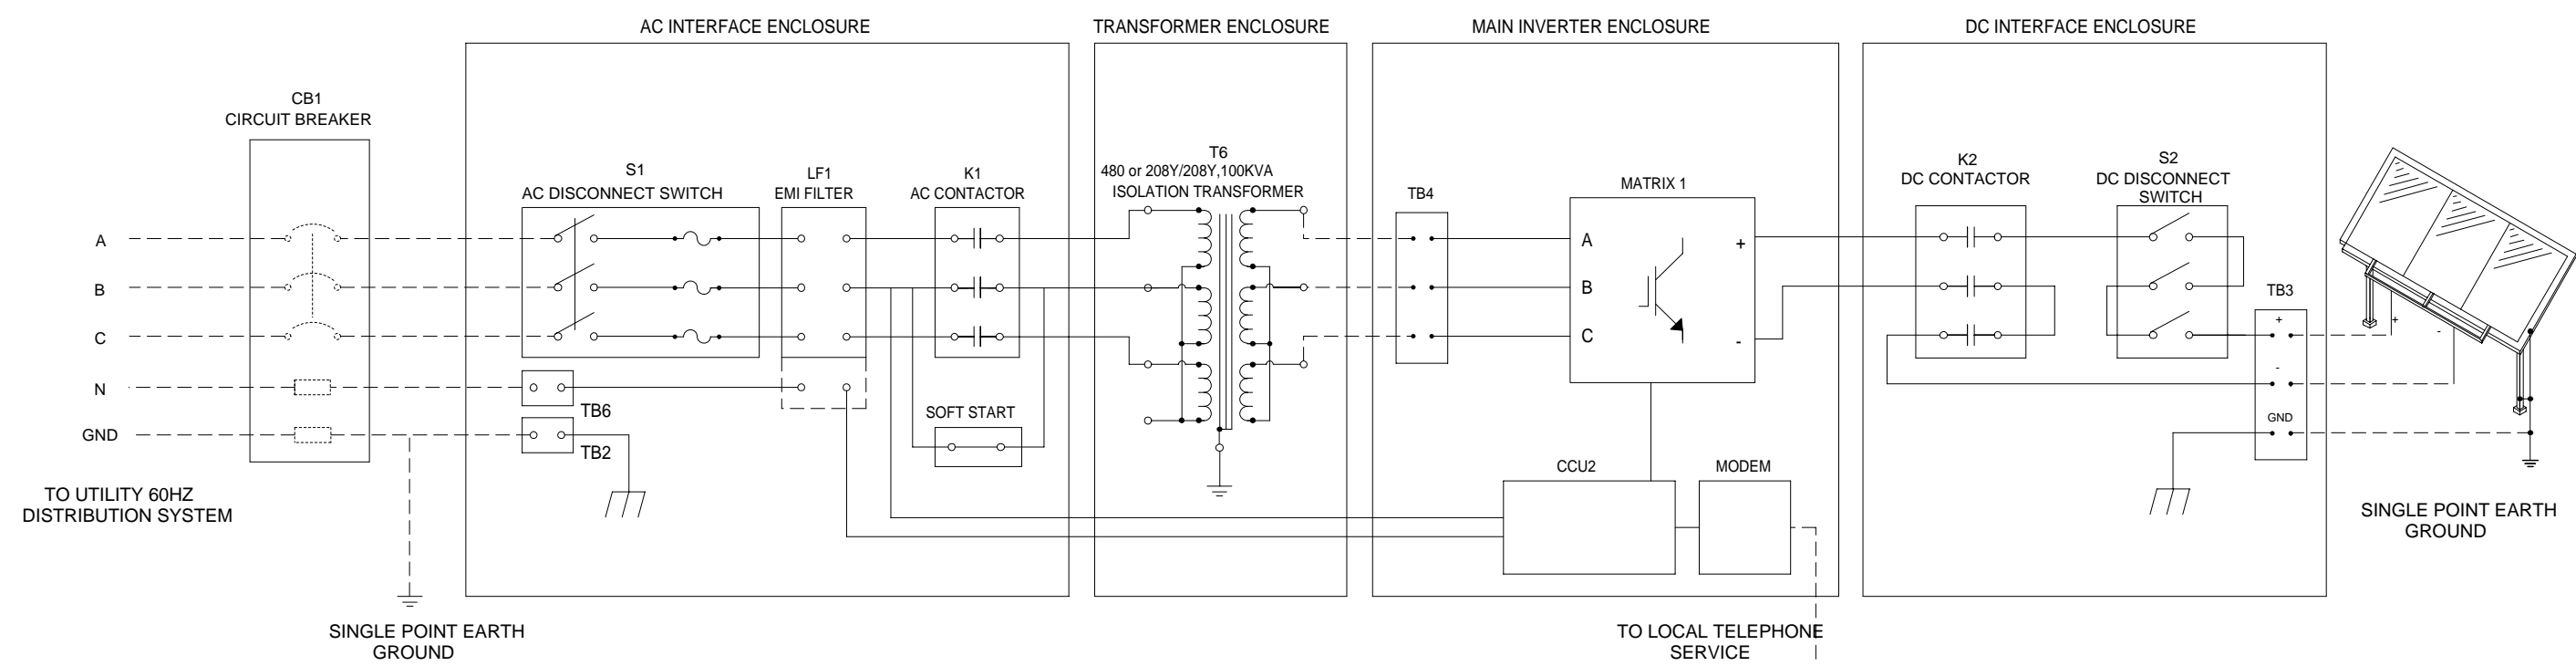 AC INTERFACE ENCLOSURE
TRANSFORMER ENCLOSURE
MAIN INVERTER ENCLOSURE
DC INTERFACE ENCLOSURE
CB1
CIRCUIT BREAKER
A
B
C
N
GND
TO UTILITY 60HZ
DISTRIBUTION SYSTEM
SINGLE POINT EARTH
GROUND
S1
AC DISCONNECT SWITCH
LF1
EMI FILTER
K1
AC CONTACTOR
TB6
TB2
SOFT START
T6
480 or 208Y/208Y,100KVA
ISOLATION TRANSFORMER
TB4
MATRIX 1
A
B
C
+
-
CCU2
MODEM
TO LOCAL TELEPHONE
SERVICE
K2
DC CONTACTOR
S2
DC DISCONNECT
SWITCH
TB3
+
-
GND
+
-
SINGLE POINT EARTH
GROUND